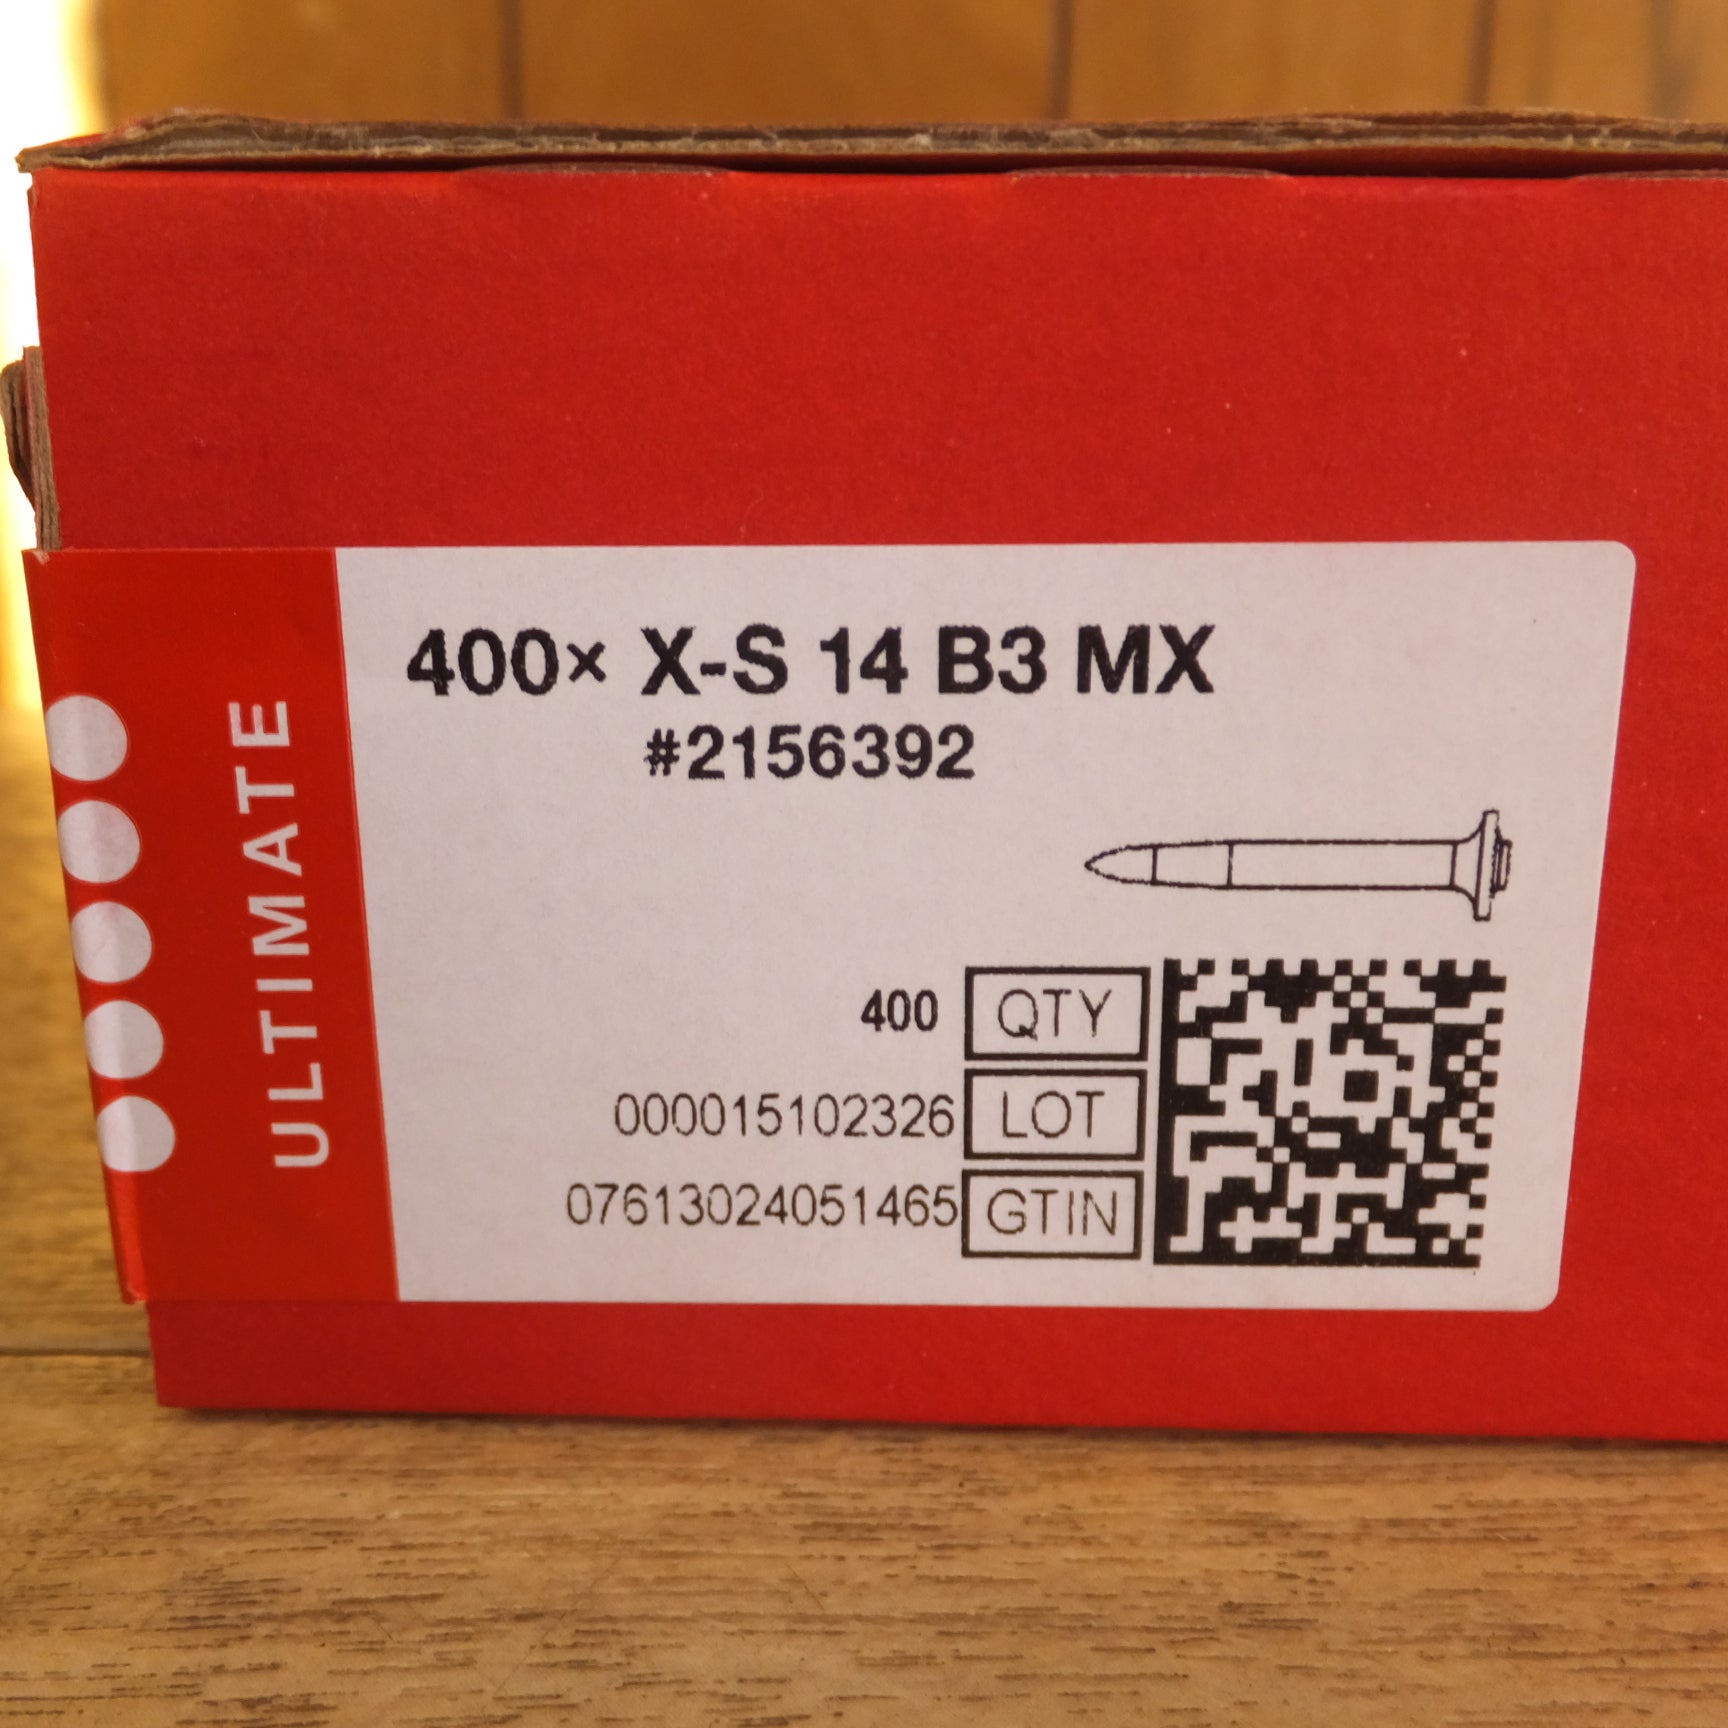 ULTIMATE
400× X-S 14 B3 MX
#2156392
400 QTY
000015102326 LOT
07613024051465 GTIN